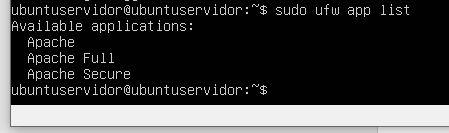 ubuntuservidor@ubuntuservidor:~$ sudo ufw app list
Available applications:
  Apache
  Apache Full
  Apache Secure
ubuntuservidor@ubuntuservidor:~$